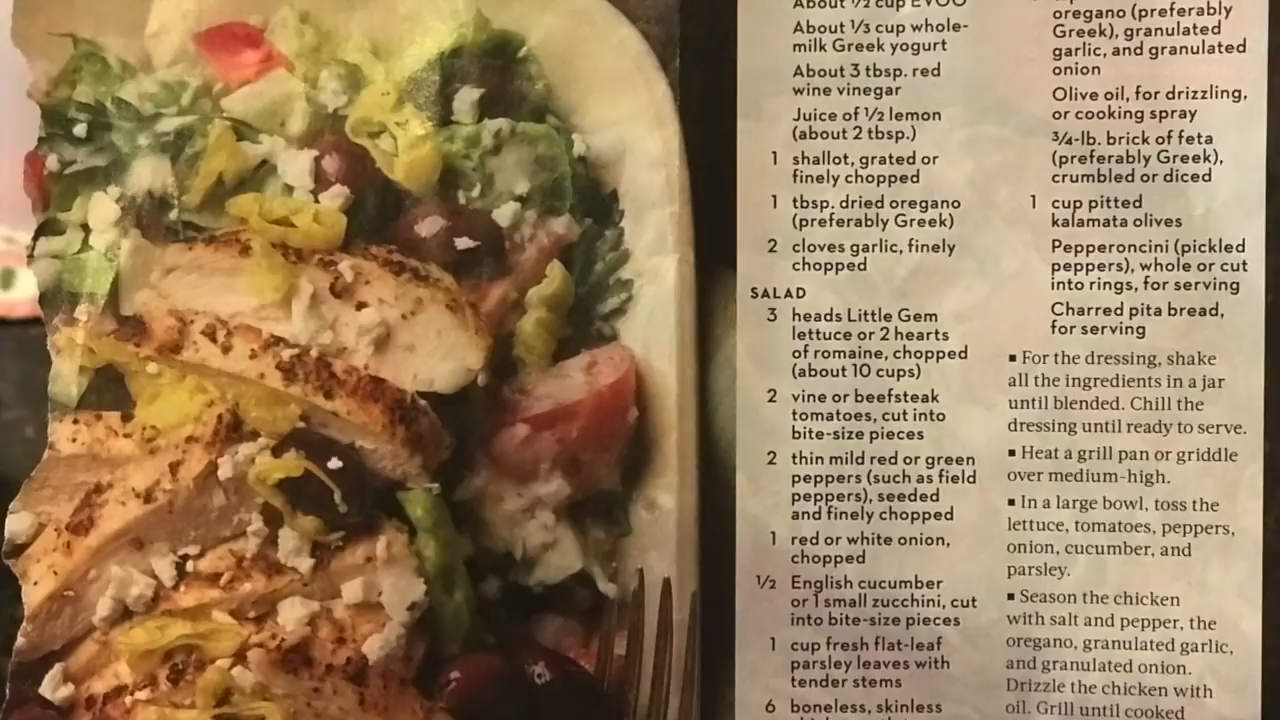 About ½ cup EVOO
About ⅓ cup whole-
milk Greek yogurt
About 3 tbsp. red
wine vinegar
Juice of ½ lemon
(about 2 tbsp.)
1 shallot, grated or
finely chopped
1 tbsp. dried oregano
(preferably Greek)
2 cloves garlic, finely
chopped
SALAD
3 heads Little Gem
lettuce or 2 hearts
of romaine, chopped
(about 10 cups)
2 vine or beefsteak
tomatoes, cut into
bite-size pieces
2 thin mild red or green
peppers (such as field
peppers), seeded
and finely chopped
1 red or white onion,
chopped
½ English cucumber
or 1 small zucchini, cut
into bite-size pieces
1 cup fresh flat-leaf
parsley leaves with
tender stems
6 boneless, skinless
oregano (preferably
Greek), granulated
garlic, and granulated
onion
Olive oil, for drizzling,
or cooking spray
¾-lb. brick of feta
(preferably Greek),
crumbled or diced
1 cup pitted
kalamata olives
Pepperoncini (pickled
peppers), whole or cut
into rings, for serving
Charred pita bread,
for serving
▪ For the dressing, shake
all the ingredients in a jar
until blended. Chill the
dressing until ready to serve.
▪ Heat a grill pan or griddle
over medium-high.
▪ In a large bowl, toss the
lettuce, tomatoes, peppers,
onion, cucumber, and
parsley.
▪ Season the chicken
with salt and pepper, the
oregano, granulated garlic,
and granulated onion.
Drizzle the chicken with
oil. Grill until cooked